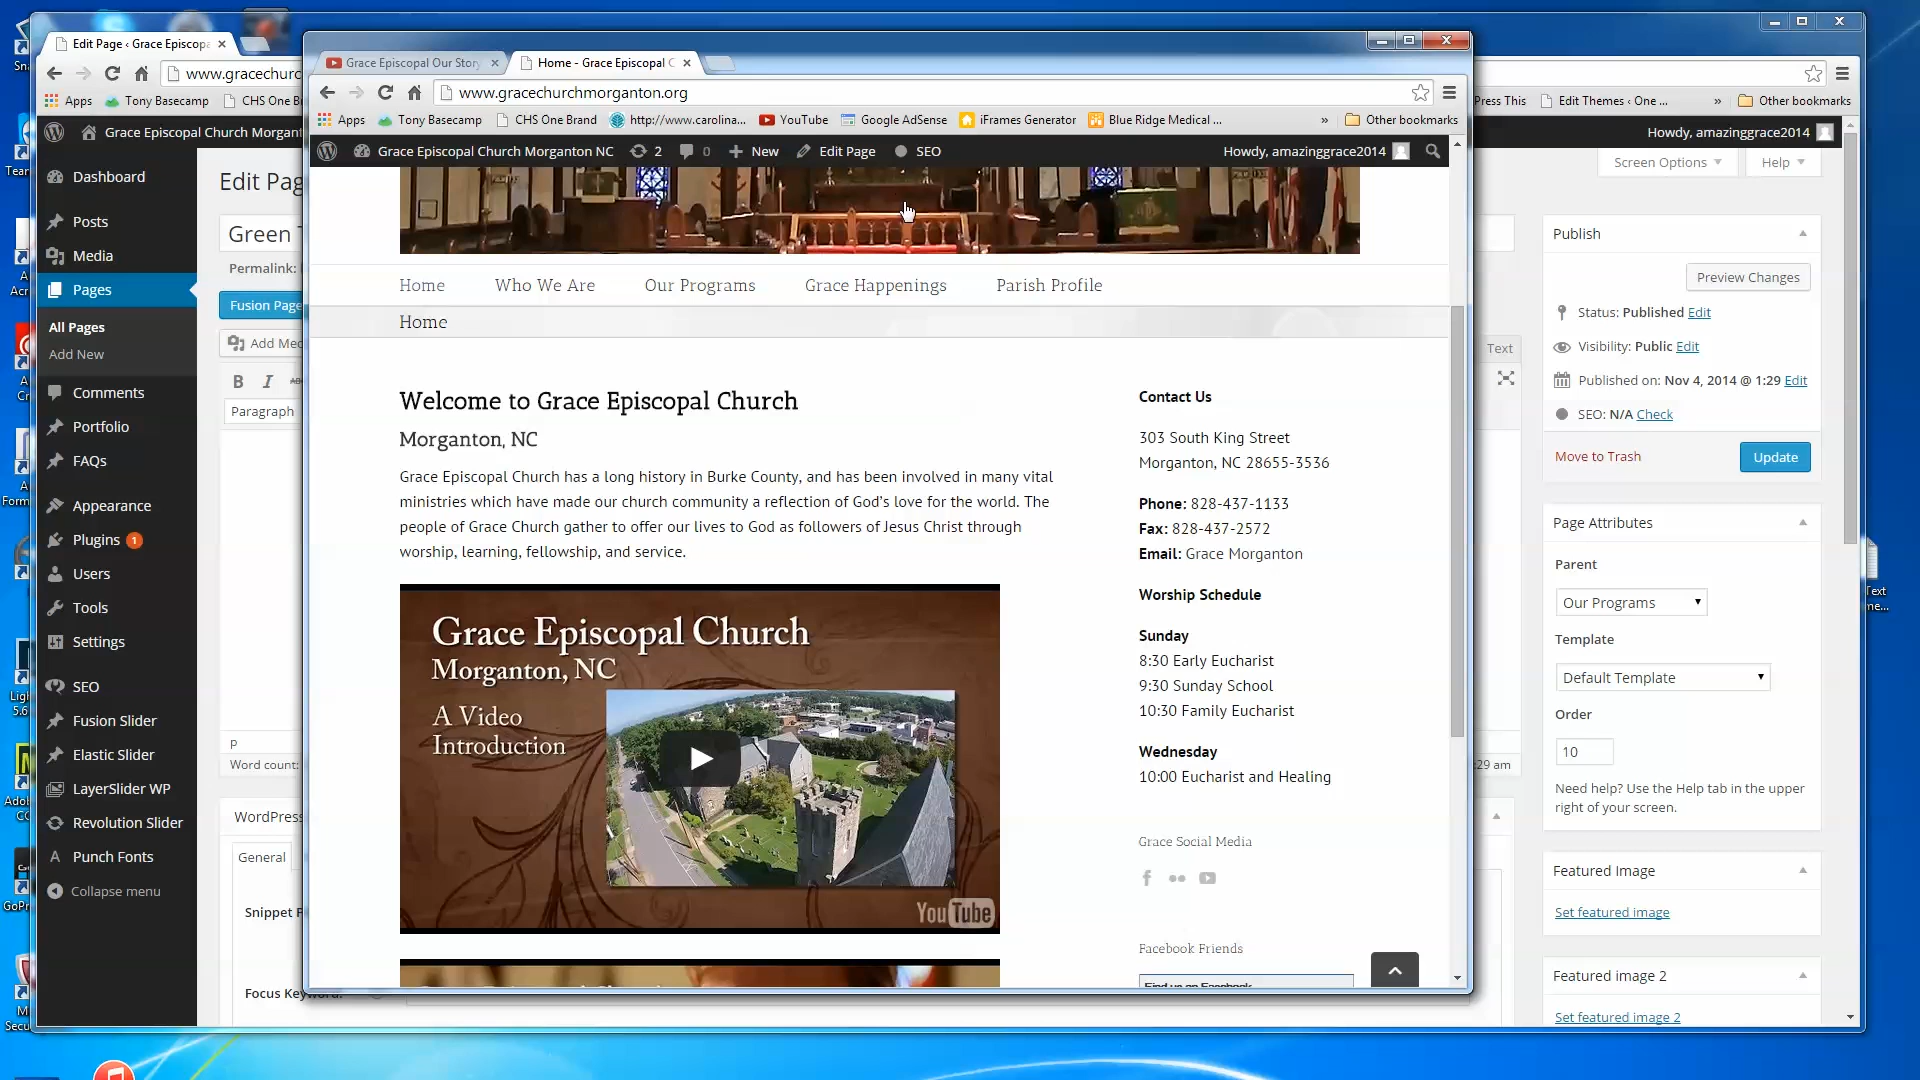 Edit Page ‹ Grace Episcopa
www.gracechurc
Apps
Tony Basecamp
CHS One B
Press This
Edit Themes ‹ One ...
»
Other bookmarks
Grace Episcopal Church Morgant
Howdy, amazinggrace2014
Dashboard
Posts
Media
Pages
All Pages
Add New
Comments
Portfolio
FAQs
Appearance
Plugins 1
Users
Tools
Settings
SEO
Fusion Slider
Elastic Slider
LayerSlider WP
Revolution Slider
Punch Fonts
Collapse menu
Edit Pag
Green T
Permalink:
Fusion Page
Add Med
B I ABC
Paragraph
p
Word count:
WordPress
General
Snippet P
Focus Keyword:
Grace Episcopal Our Story
Home - Grace Episcopal C
www.gracechurchmorganton.org
Apps
Tony Basecamp
CHS One Brand
http://www.carolina...
YouTube
Google AdSense
iFrames Generator
Blue Ridge Medical ...
»
Other bookmarks
Grace Episcopal Church Morganton NC
2
0
New
Edit Page
SEO
Howdy, amazinggrace2014
Home
Who We Are
Our Programs
Grace Happenings
Parish Profile
Home
Welcome to Grace Episcopal Church
Morganton, NC
Grace Episcopal Church has a long history in Burke County, and has been involved in many vital
ministries which have made our church community a reflection of God's love for the world. The
people of Grace Church gather to offer our lives to God as followers of Jesus Christ through
worship, learning, fellowship, and service.
Grace Episcopal Church
Morganton, NC
A Video
Introduction
YouTube
Contact Us
303 South King Street
Morganton, NC 28655-3536
Phone: 828-437-1133
Fax: 828-437-2572
Email: Grace Morganton
Worship Schedule
Sunday
8:30 Early Eucharist
9:30 Sunday School
10:30 Family Eucharist
Wednesday
10:00 Eucharist and Healing
Grace Social Media
Facebook Friends
Find us on Facebook
Screen Options
Help
Text
:29 am
Publish
Preview Changes
Status: Published Edit
Visibility: Public Edit
Published on: Nov 4, 2014 @ 1:29 Edit
SEO: N/A Check
Move to Trash
Update
Page Attributes
Parent
Our Programs
Template
Default Template
Order
10
Need help? Use the Help tab in the upper
right of your screen.
Featured Image
Set featured image
Featured image 2
Set featured image 2